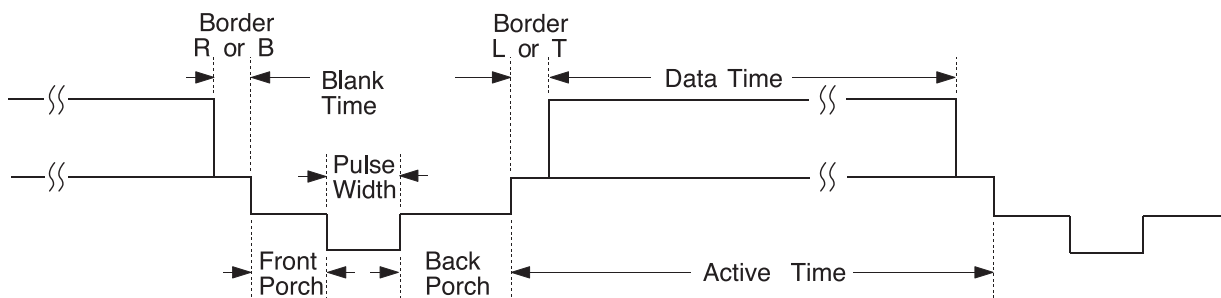 Border
R or B
Border
L or T
Blank
Time
Data Time
Pulse
Width
Front
Porch
Back
Porch
Active Time